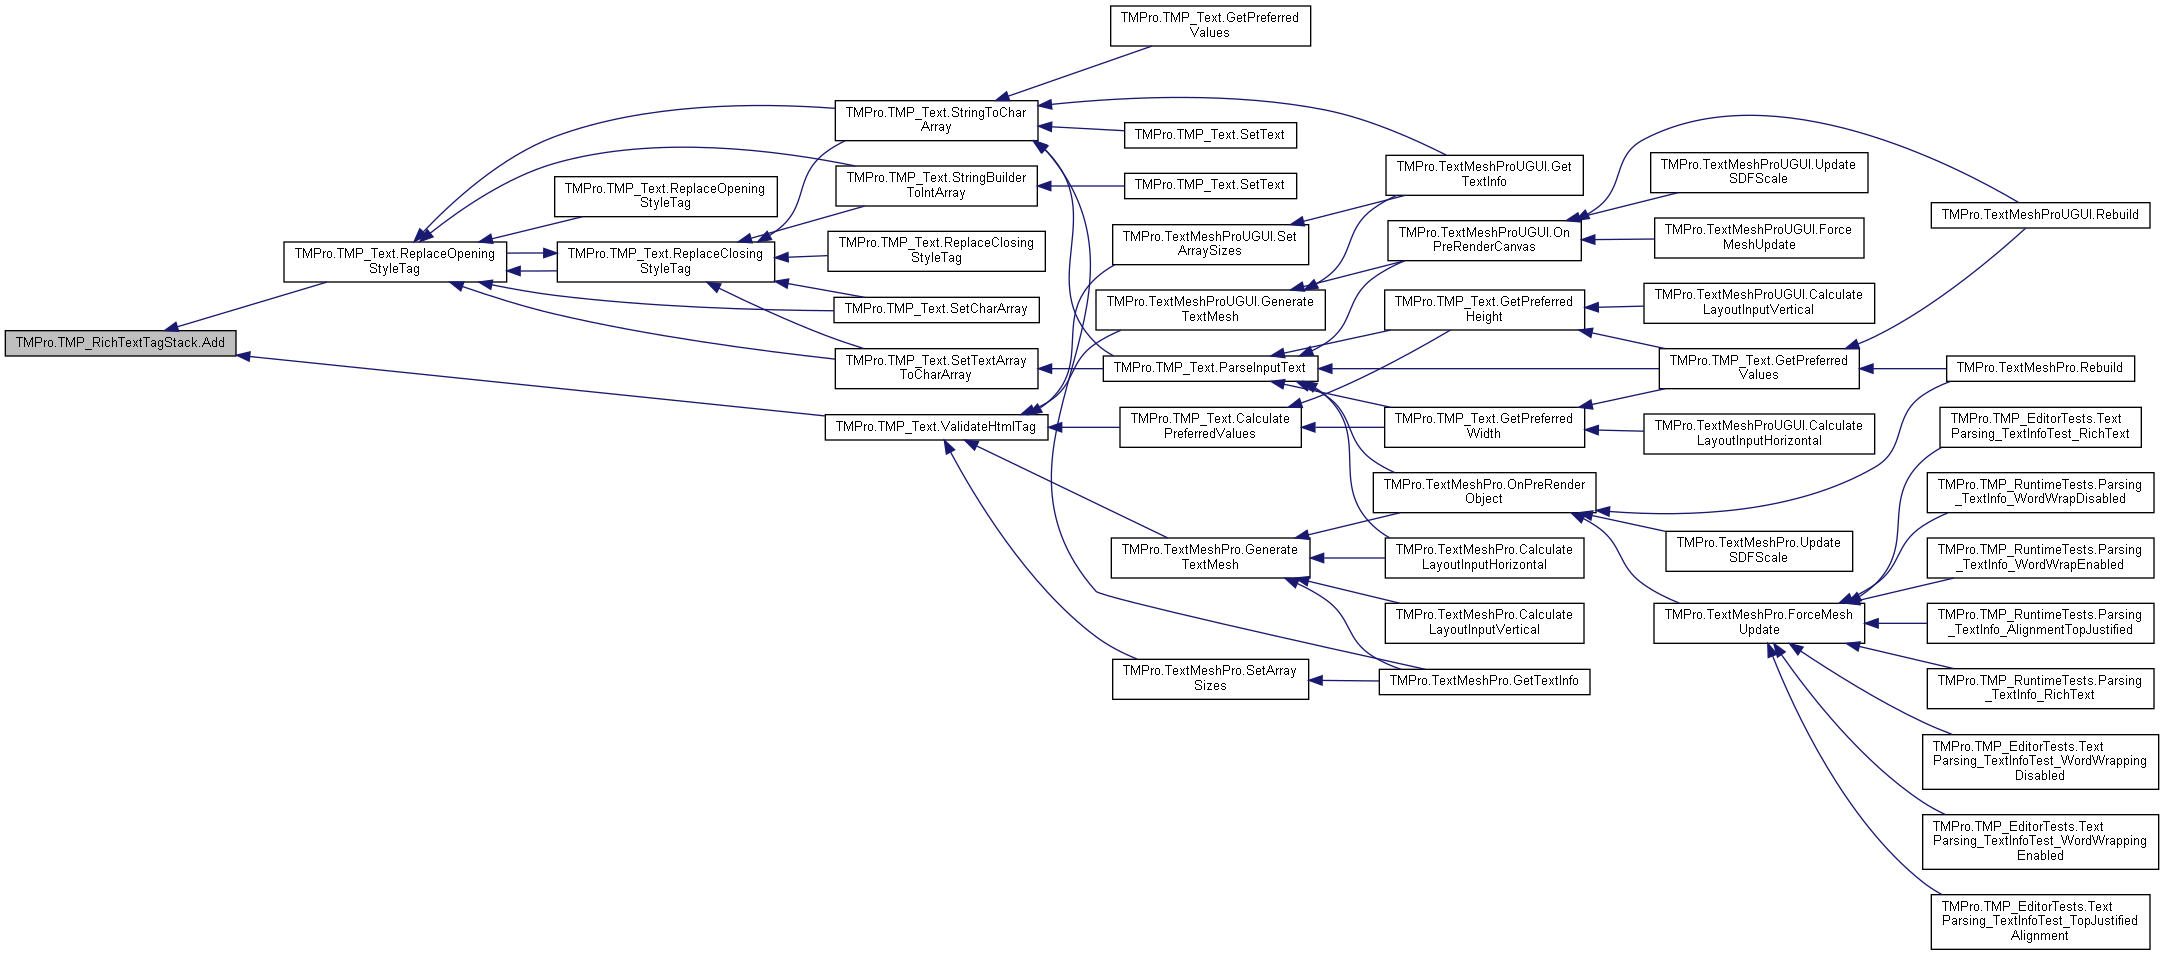 TMPro.TMP_RichTextTagStack.Add
TMPro.TMP_Text.ReplaceOpening
StyleTag
TMPro.TMP_Text.ReplaceOpening
StyleTag
TMPro.TMP_Text.ReplaceClosing
StyleTag
TMPro.TMP_Text.StringToChar
Array
TMPro.TMP_Text.StringBuilder
ToIntArray
TMPro.TMP_Text.ReplaceClosing
StyleTag
TMPro.TMP_Text.SetCharArray
TMPro.TMP_Text.SetTextArray
ToCharArray
TMPro.TMP_Text.ValidateHtmlTag
TMPro.TMP_Text.GetPreferred
Values
TMPro.TMP_Text.SetText
TMPro.TMP_Text.SetText
TMPro.TextMeshProUGUI.Set
ArraySizes
TMPro.TextMeshProUGUI.Generate
TextMesh
TMPro.TMP_Text.ParseInputText
TMPro.TMP_Text.Calculate
PreferredValues
TMPro.TextMeshPro.Generate
TextMesh
TMPro.TextMeshPro.SetArray
Sizes
TMPro.TextMeshProUGUI.Get
TextInfo
TMPro.TextMeshProUGUI.On
PreRenderCanvas
TMPro.TMP_Text.GetPreferred
Height
TMPro.TMP_Text.GetPreferred
Width
TMPro.TextMeshPro.OnPreRender
Object
TMPro.TextMeshPro.Calculate
LayoutInputHorizontal
TMPro.TextMeshPro.Calculate
LayoutInputVertical
TMPro.TextMeshPro.GetTextInfo
TMPro.TextMeshProUGUI.Update
SDFScale
TMPro.TextMeshProUGUI.Force
MeshUpdate
TMPro.TextMeshProUGUI.Calculate
LayoutInputVertical
TMPro.TMP_Text.GetPreferred
Values
TMPro.TextMeshProUGUI.Calculate
LayoutInputHorizontal
TMPro.TextMeshPro.Update
SDFScale
TMPro.TextMeshPro.ForceMesh
Update
TMPro.TextMeshProUGUI.Rebuild
TMPro.TextMeshPro.Rebuild
TMPro.TMP_EditorTests.Text
Parsing_TextInfoTest_RichText
TMPro.TMP_RuntimeTests.Parsing
_TextInfo_WordWrapDisabled
TMPro.TMP_RuntimeTests.Parsing
_TextInfo_WordWrapEnabled
TMPro.TMP_RuntimeTests.Parsing
_TextInfo_AlignmentTopJustified
TMPro.TMP_RuntimeTests.Parsing
_TextInfo_RichText
TMPro.TMP_EditorTests.Text
Parsing_TextInfoTest_WordWrapping
Disabled
TMPro.TMP_EditorTests.Text
Parsing_TextInfoTest_WordWrapping
Enabled
TMPro.TMP_EditorTests.Text
Parsing_TextInfoTest_TopJustified
Alignment